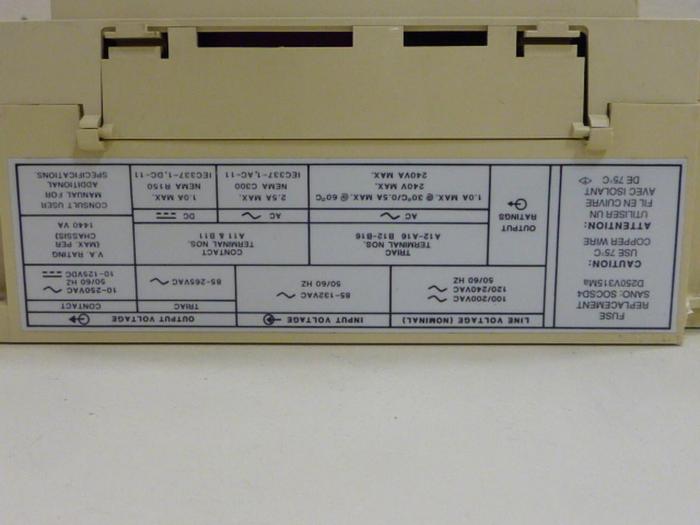 FUSE
REPLACEMENT
SANO: SOCSD4
D250V315Ma
CAUTION:
USE 75°C
COPPER WIRE
ATTENTION:
UTILISER UN
FIL EN CUIVRE
AVEC ISOLANT
DE 75°C
LINE VOLTAGE (NOMINAL)
100/200VAC
120/240VAC
50/60 HZ
INPUT VOLTAGE
85-132VAC
50/60 HZ
OUTPUT VOLTAGE
TRIAC
85-265VAC
CONTACT
10-250VAC
50/60 HZ
10-125VDC
OUTPUT
RATINGS
TRIAC
TERMINAL NOS.
A12-A16 B12-B16
CONTACT
TERMINAL NOS.
A11 & B11
V.A. RATING
(MAX. PER
CHASSIS)
1440 VA
AC
1.0A MAX. @ 30°C/0.5A MAX. @ 60°C
240V MAX.
240VA MAX.
AC
2.5A MAX.
NEMA C300
IEC337-1,AC-11
DC
1.0A MAX.
NEMA R150
IEC337-1,DC-11
CONSULT USER
MANUAL FOR
ADDITIONAL
SPECIFICATIONS.